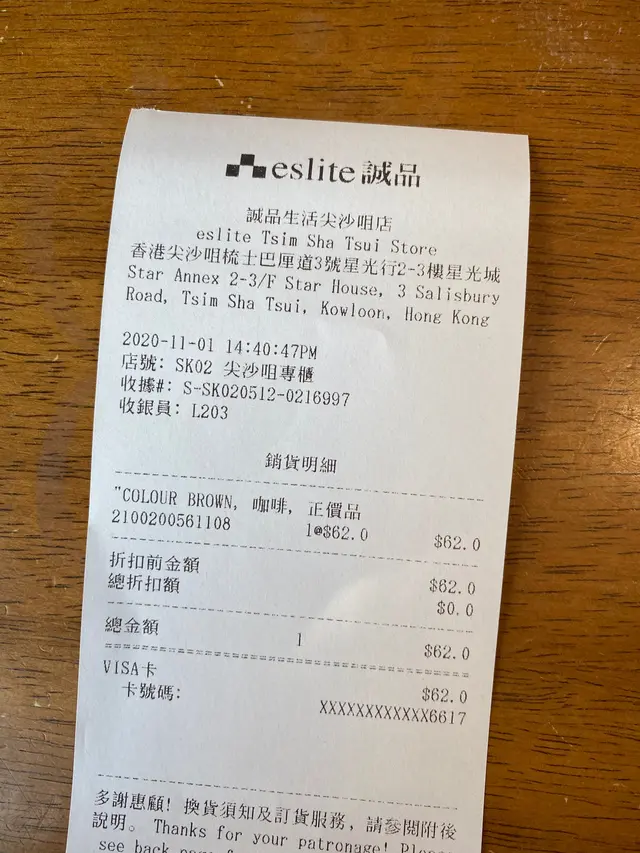 eslite誠品
誠品生活尖沙咀店
eslite Tsim Sha Tsui Store
香港尖沙咀梳士巴厘道3號星光行2-3樓星光城
Star Annex 2-3/F Star House, 3 Salisbury
Road, Tsim Sha Tsui, Kowloon, Hong Kong
2020-11-01 14:40:47PM
店號: SK02 尖沙咀專櫃
收據#: S-SK020512-0216997
收銀員: L203
銷貨明細
"COLOUR BROWN, 咖啡, 正價品
2100200561108 1@$62.0 $62.0
折扣前金額 $62.0
總折扣額 $0.0
總金額 1 $62.0
VISA卡 $62.0
卡號碼: XXXXXXXXXXXX6617
多謝惠顧! 換貨須知及訂貨服務, 請參閱附後
說明。 Thanks for your patronage!
see back